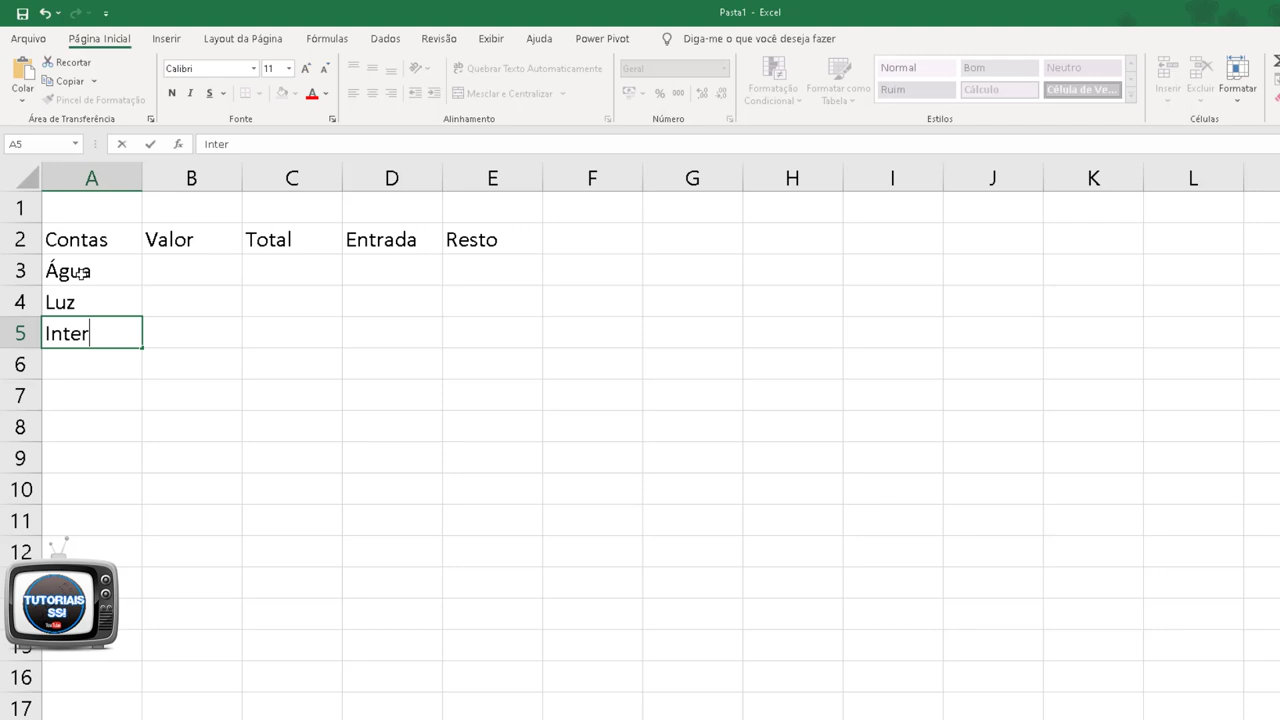 Pasta1 - Excel
Arquivo Página Inicial Inserir Layout da Página Fórmulas Dados Revisão Exibir Ajuda Power Pivot Diga-me o que você deseja fazer
Colar
Recortar
Copiar
Pincel de Formatação
Área de Transferência
Calibri 11
N I S
Fonte
Quebrar Texto Automaticamente
Mesclar e Centralizar
Alinhamento
Geral
% 000
Número
Formatação Condicional
Formatar como Tabela
Normal Bom Neutro
Ruim Cálculo Célula de Ve...
Estilos
Inserir Excluir Formatar
Células
A5 fx Inter
A B C D E F G H I J K L
1
2 Contas Valor Total Entrada Resto
3 Água
4 Luz
5 Inter
6
7
8
9
10
11
12
16
17
TUTORIAIS
SSI
YouTube